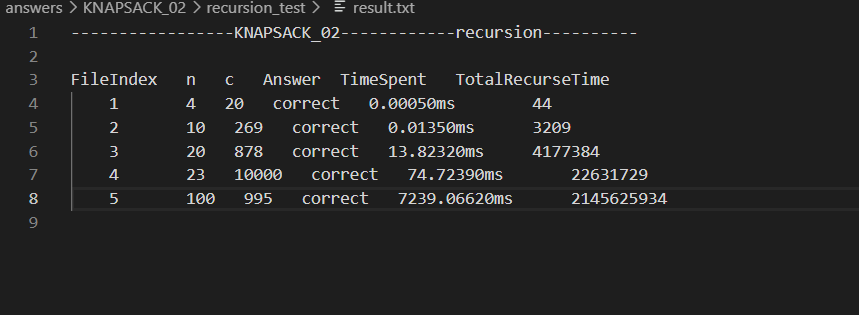 answers > KNAPSACK_02 > recursion_test > result.txt
1 -----------------KNAPSACK_02------------recursion----------
2
3 FileIndex n c Answer TimeSpent TotalRecurseTime
4 1 4 20 correct 0.00050ms 44
5 2 10 269 correct 0.01350ms 3209
6 3 20 878 correct 13.82320ms 4177384
7 4 23 10000 correct 74.72390ms 22631729
8 5 100 995 correct 7239.06620ms 2145625934
9